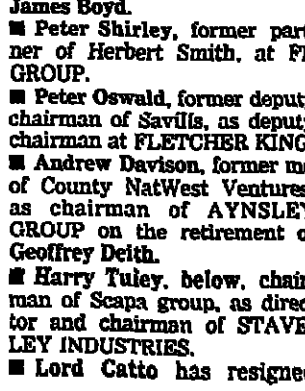 James Boyd.
■ Peter Shirley, former part
ner of Herbert Smith, at
GROUP.
■ Peter Oswald, former deputy
chairman of Savills, as deputy
chairman at FLETCHER KING
■ Andrew Davison, former
of County NatWest Ventures
as chairman of AYNSLEY
GROUP on the retirement
Geoffrey Deith.
■ Harry Tuley, below, chair
man of Scapa group, as direc
tor and chairman of STAVE
LEY INDUSTRIES.
■ Lord Catto has resigned